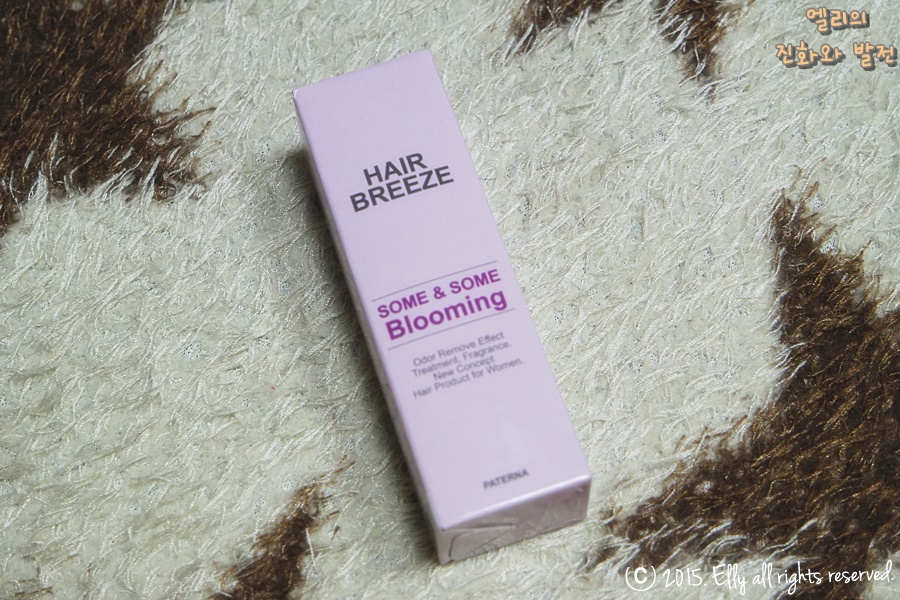 엘리의
진화와 발전
HAIR
BREEZE
SOME & SOME
Blooming
Odor Remove Effect
Treatment, Fragrance.
New Concept
Hair Product for Women.
PATERNA
© 2015. Elly all rights reserved.